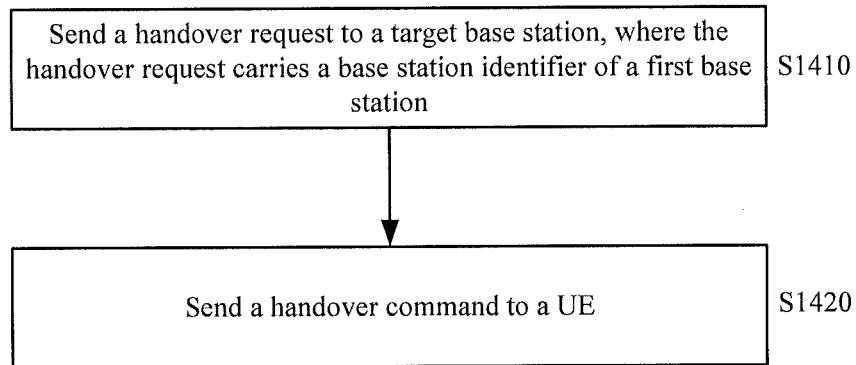 Send a handover request to a target base station, where the
handover request carries a base station identifier of a first base
station
S1410
Send a handover command to a UE
S1420